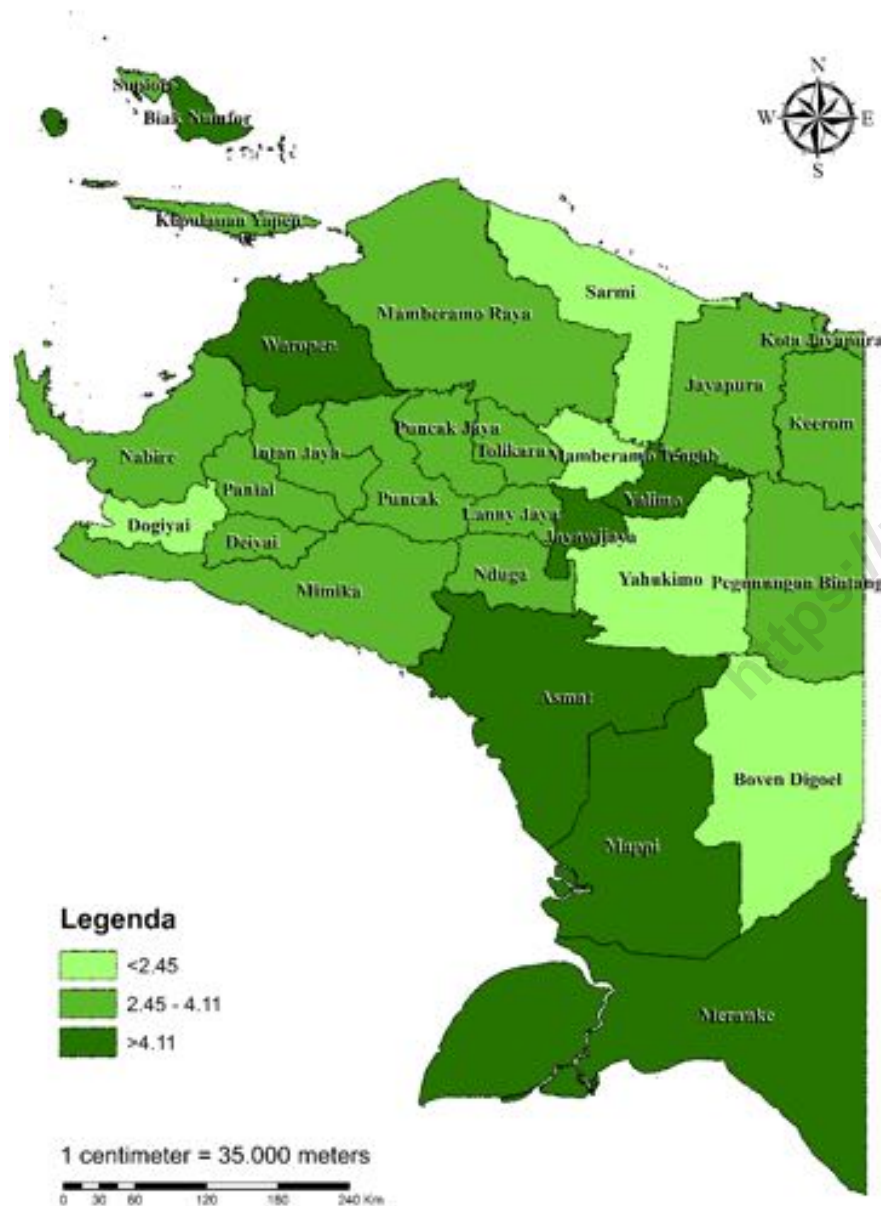 Supiori
Biak Numfor
N
W
E
S
Kepulauan Yapen
Sarmi
Mamberamo Raya
Waropen
Kota Jayapura
Jayapura
Keerom
Puncak Jaya
Tolikara
Mamberamo Tengah
Intan Jaya
Nabire
Paniai
Puncak
Lanny Jaya
Yalimo
Dogiyai
Deiyai
Jayawijaya
Nduga
Yahukimo
Pegunungan Bintang
Mimika
https://
Asmat
Boven Digoel
Mappi
Legenda
<2.45
2.45 - 4.11
>4.11
Merauke
1 centimeter = 35.000 meters
0 30 60 120 180 240 Km